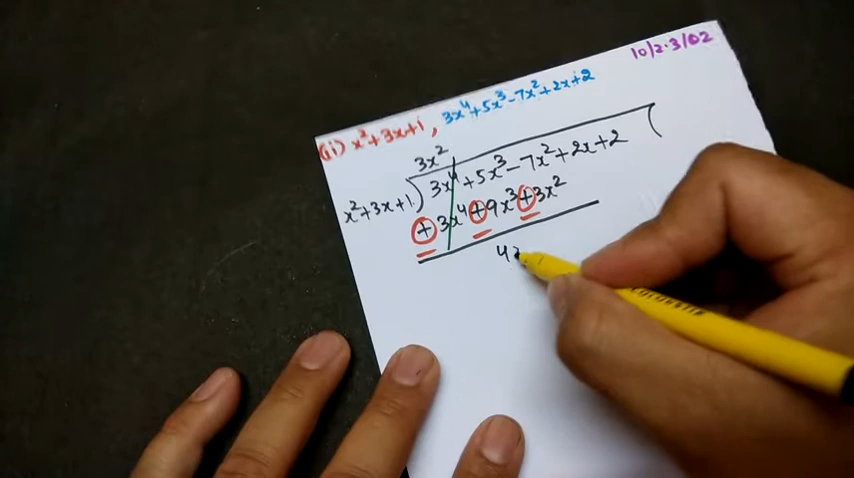 10/2.3/02
(ii) x²+3x+1, 3x⁴+5x³-7x²+2x+2
3x²
x²+3x+1) 3x⁴+5x³-7x²+2x+2 (
+3x⁴+9x³+3x²
4x